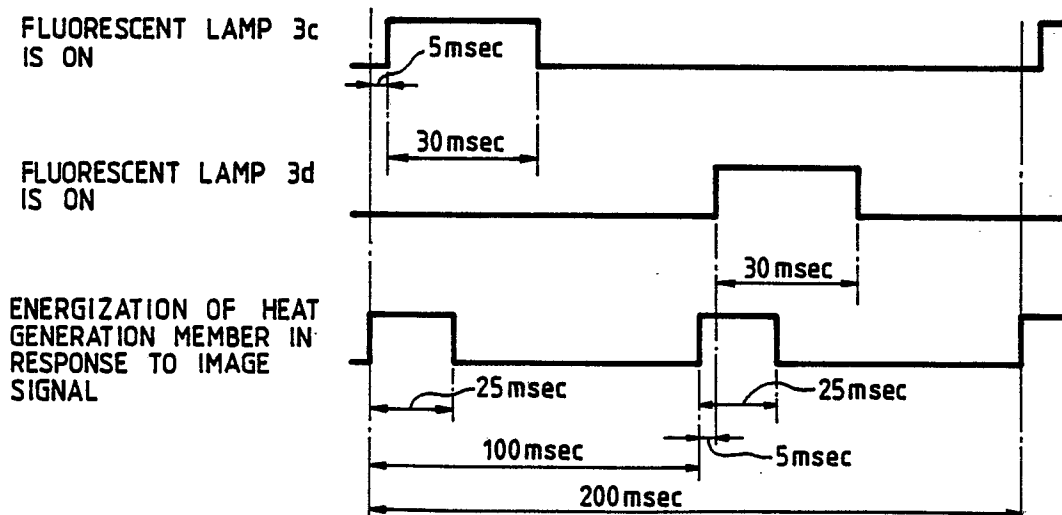 FLUORESCENT LAMP 3c
IS ON
5msec
30msec
FLUORESCENT LAMP 3d
IS ON
30msec
ENERGIZATION OF HEAT
GENERATION MEMBER IN
RESPONSE TO IMAGE
SIGNAL
25msec
25msec
100msec
5msec
200msec